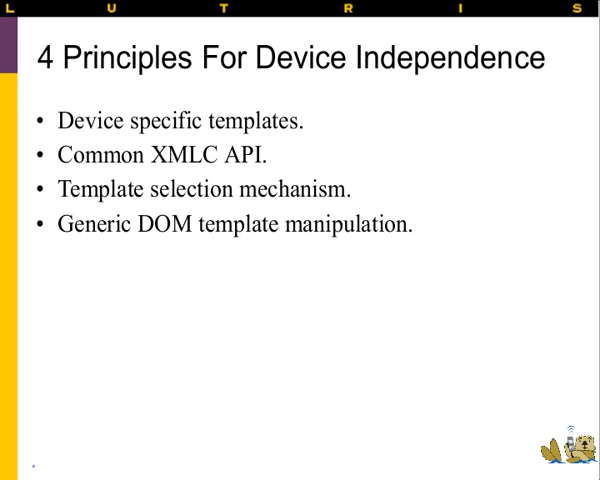 L U T R I S
4 Principles For Device Independence
• Device specific templates.
• Common XMLC API.
• Template selection mechanism.
• Generic DOM template manipulation.